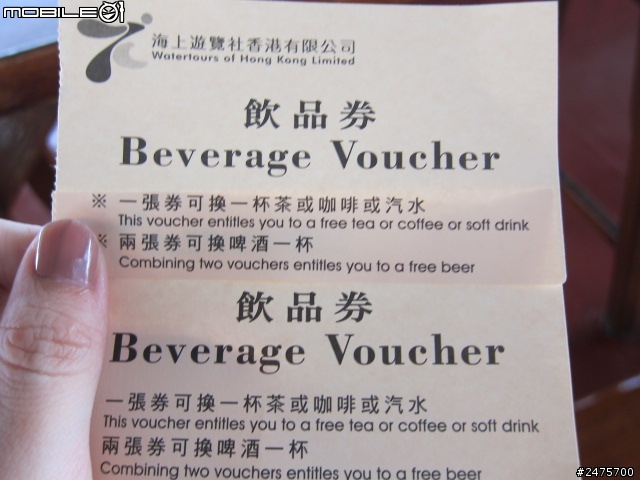 mobile01
海上遊覽社香港有限公司
Watertours of Hong Kong Limited
飲品券
Beverage Voucher
※ 一張券可換一杯茶或咖啡或汽水
This voucher entitles you to a free tea or coffee or soft drink
※ 兩張券可換啤酒一杯
Combining two vouchers entitles you to a free beer
飲品券
Beverage Voucher
一張券可換一杯茶或咖啡或汽水
This voucher entitles you to a free tea or coffee or soft drink
兩張券可換啤酒一杯
Combining two vouchers entitles you to a free beer
#2475700